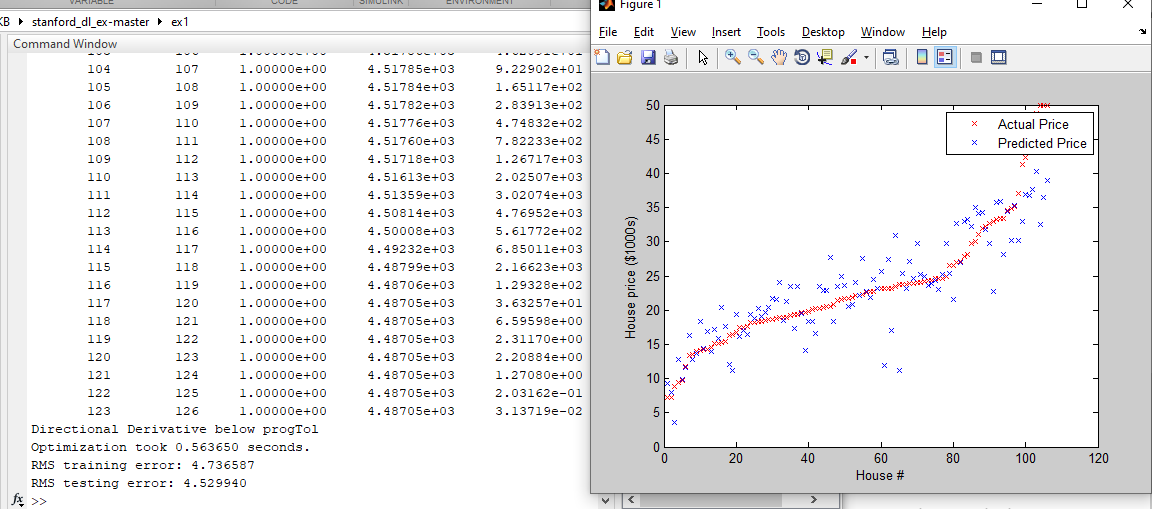 VARIABLE CODE SIMULINK ENVIRONMENT
KB stanford_dl_ex-master ex1
Command Window
104 107 1.00000e+00 4.51785e+03 9.22902e+01
105 108 1.00000e+00 4.51784e+03 1.65117e+02
106 109 1.00000e+00 4.51782e+03 2.83913e+02
107 110 1.00000e+00 4.51776e+03 4.74832e+02
108 111 1.00000e+00 4.51760e+03 7.82233e+02
109 112 1.00000e+00 4.51718e+03 1.26717e+03
110 113 1.00000e+00 4.51613e+03 2.02507e+03
111 114 1.00000e+00 4.51359e+03 3.02074e+03
112 115 1.00000e+00 4.50814e+03 4.76952e+03
113 116 1.00000e+00 4.50008e+03 5.61772e+02
114 117 1.00000e+00 4.49232e+03 6.85011e+03
115 118 1.00000e+00 4.48799e+03 2.16623e+03
116 119 1.00000e+00 4.48706e+03 1.29328e+02
117 120 1.00000e+00 4.48706e+03 3.63257e+01
118 121 1.00000e+00 4.48705e+03 6.59598e+00
119 122 1.00000e+00 4.48705e+03 2.31170e+00
120 123 1.00000e+00 4.48705e+03 2.20884e+00
121 124 1.00000e+00 4.48705e+03 1.27080e+00
122 125 1.00000e+00 4.48705e+03 2.03162e-01
123 126 1.00000e+00 4.48705e+03 3.13719e-02
Directional Derivative below progTol
Optimization took 0.563650 seconds.
RMS training error: 4.736587
RMS testing error: 4.529940
fx >>
Figure 1
File Edit View Insert Tools Desktop Window Help
50
45
40
35
30
25
20
15
10
5
0
House price ($1000s)
Actual Price
Predicted Price
0 20 40 60 80 100 120
House #